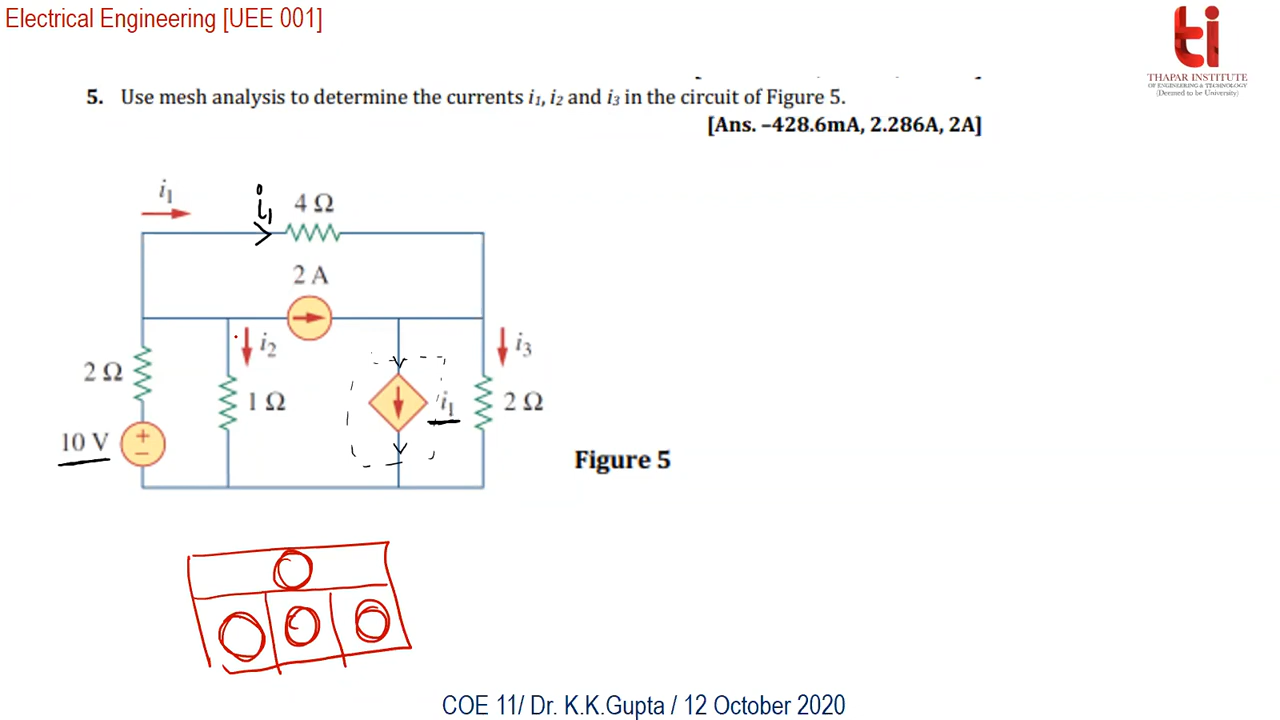 Electrical Engineering [UEE 001]
ti
THAPAR INSTITUTE
OF ENGINEERING & TECHNOLOGY
(Deemed to be University)
5. Use mesh analysis to determine the currents i₁, i₂ and i₃ in the circuit of Figure 5.
[Ans. –428.6mA, 2.286A, 2A]
i₁
i₁
4 Ω
2 A
i₂
i₃
2 Ω
1 Ω
i₁
2 Ω
10 V
+
–
Figure 5
COE 11/ Dr. K.K.Gupta / 12 October 2020